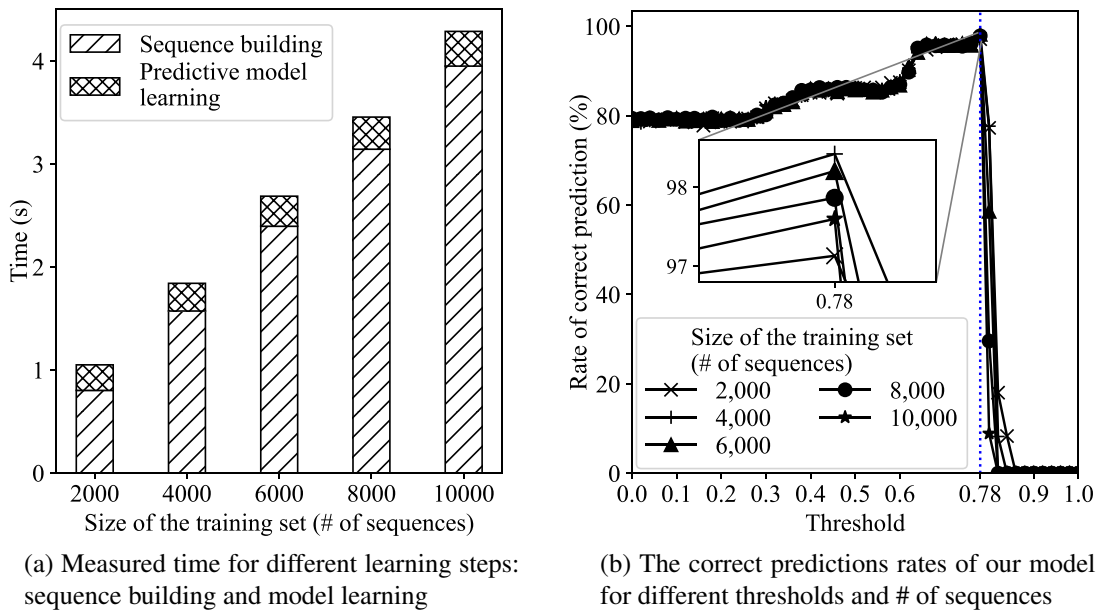 4
3
2
1
0
Time (s)
Sequence building
Predictive model
learning
2000 4000 6000 8000 10000
Size of the training set (# of sequences)
(a) Measured time for different learning steps:
sequence building and model learning
100
80
60
40
20
0
Rate of correct prediction (%)
98
97
0.78
Size of the training set
(# of sequences)
2,000
4,000
6,000
8,000
10,000
0.0 0.1 0.2 0.3 0.4 0.5 0.6 0.78 0.9 1.0
Threshold
(b) The correct predictions rates of our model
for different thresholds and # of sequences